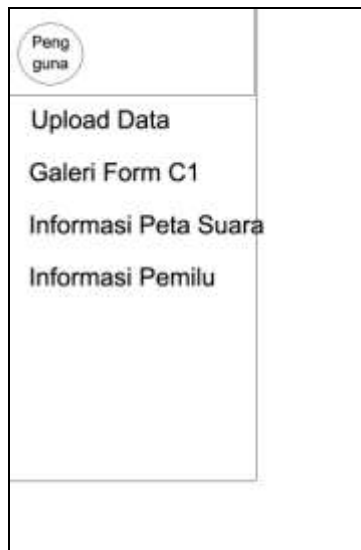 Peng
guna
Upload Data
Galeri Form C1
Informasi Peta Suara
Informasi Pemilu